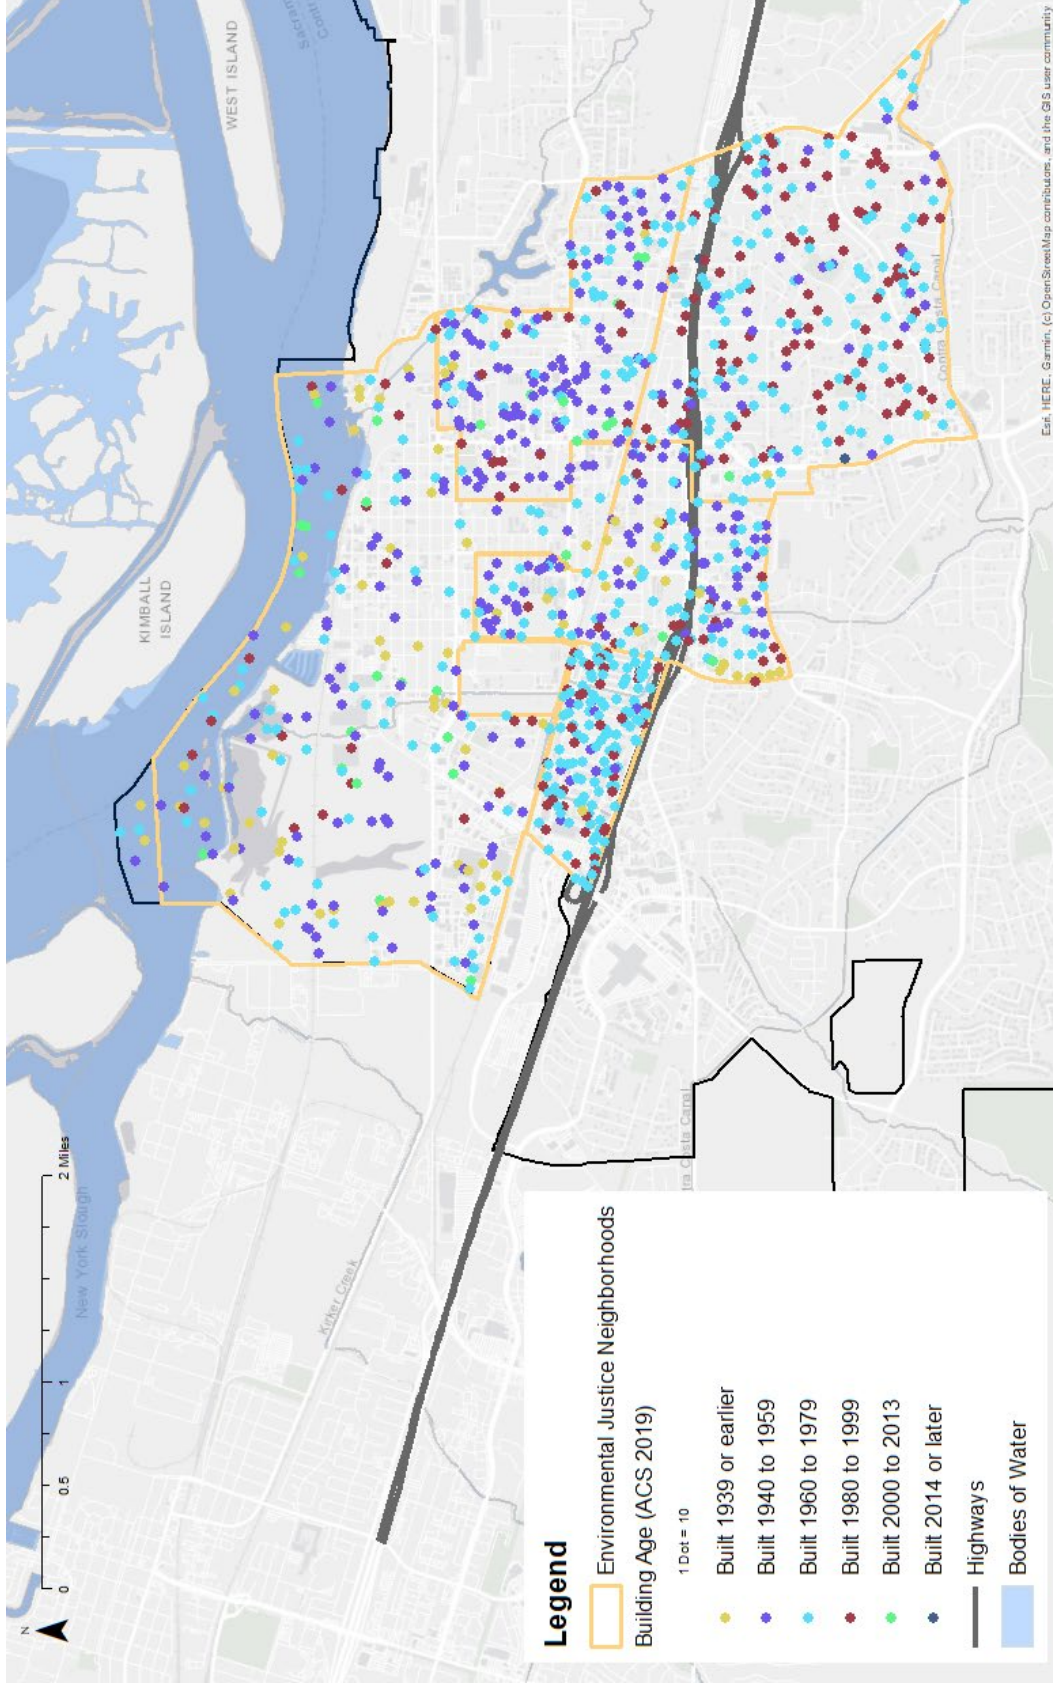 N
0
0.5
1
2 Miles
New York Slough
KIMBALL
ISLAND
WEST ISLAND
Kirker Creek
Contra Costa Canal
tra Costa Canal
Legend
Environmental Justice Neighborhoods
Building Age (ACS 2019)
1 Dot = 10
Built 1939 or earlier
Built 1940 to 1959
Built 1960 to 1979
Built 1980 to 1999
Built 2000 to 2013
Built 2014 or later
Highways
Bodies of Water
Esri, HERE, Garmin, (c) OpenStreetMap contributors, and the GIS user community